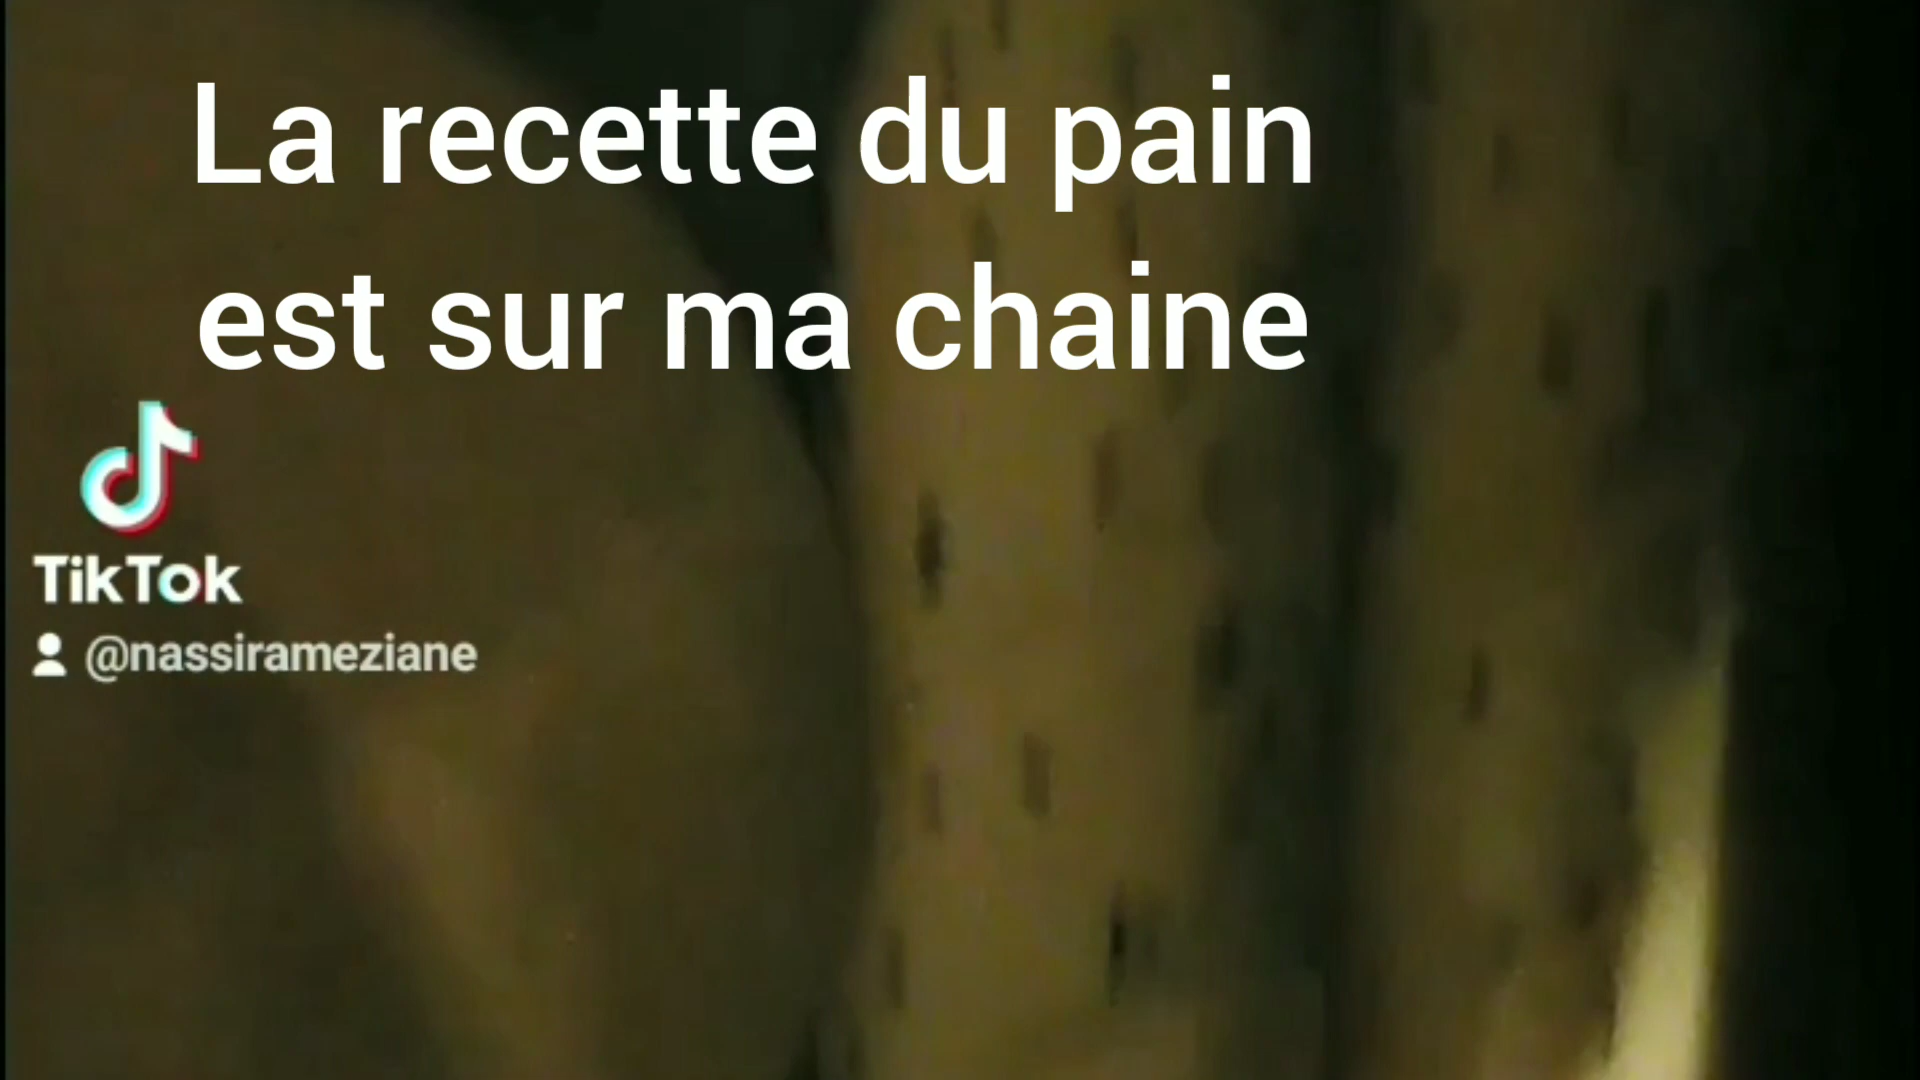 La recette du pain
est sur ma chaine
TikTok
@nassirameziane